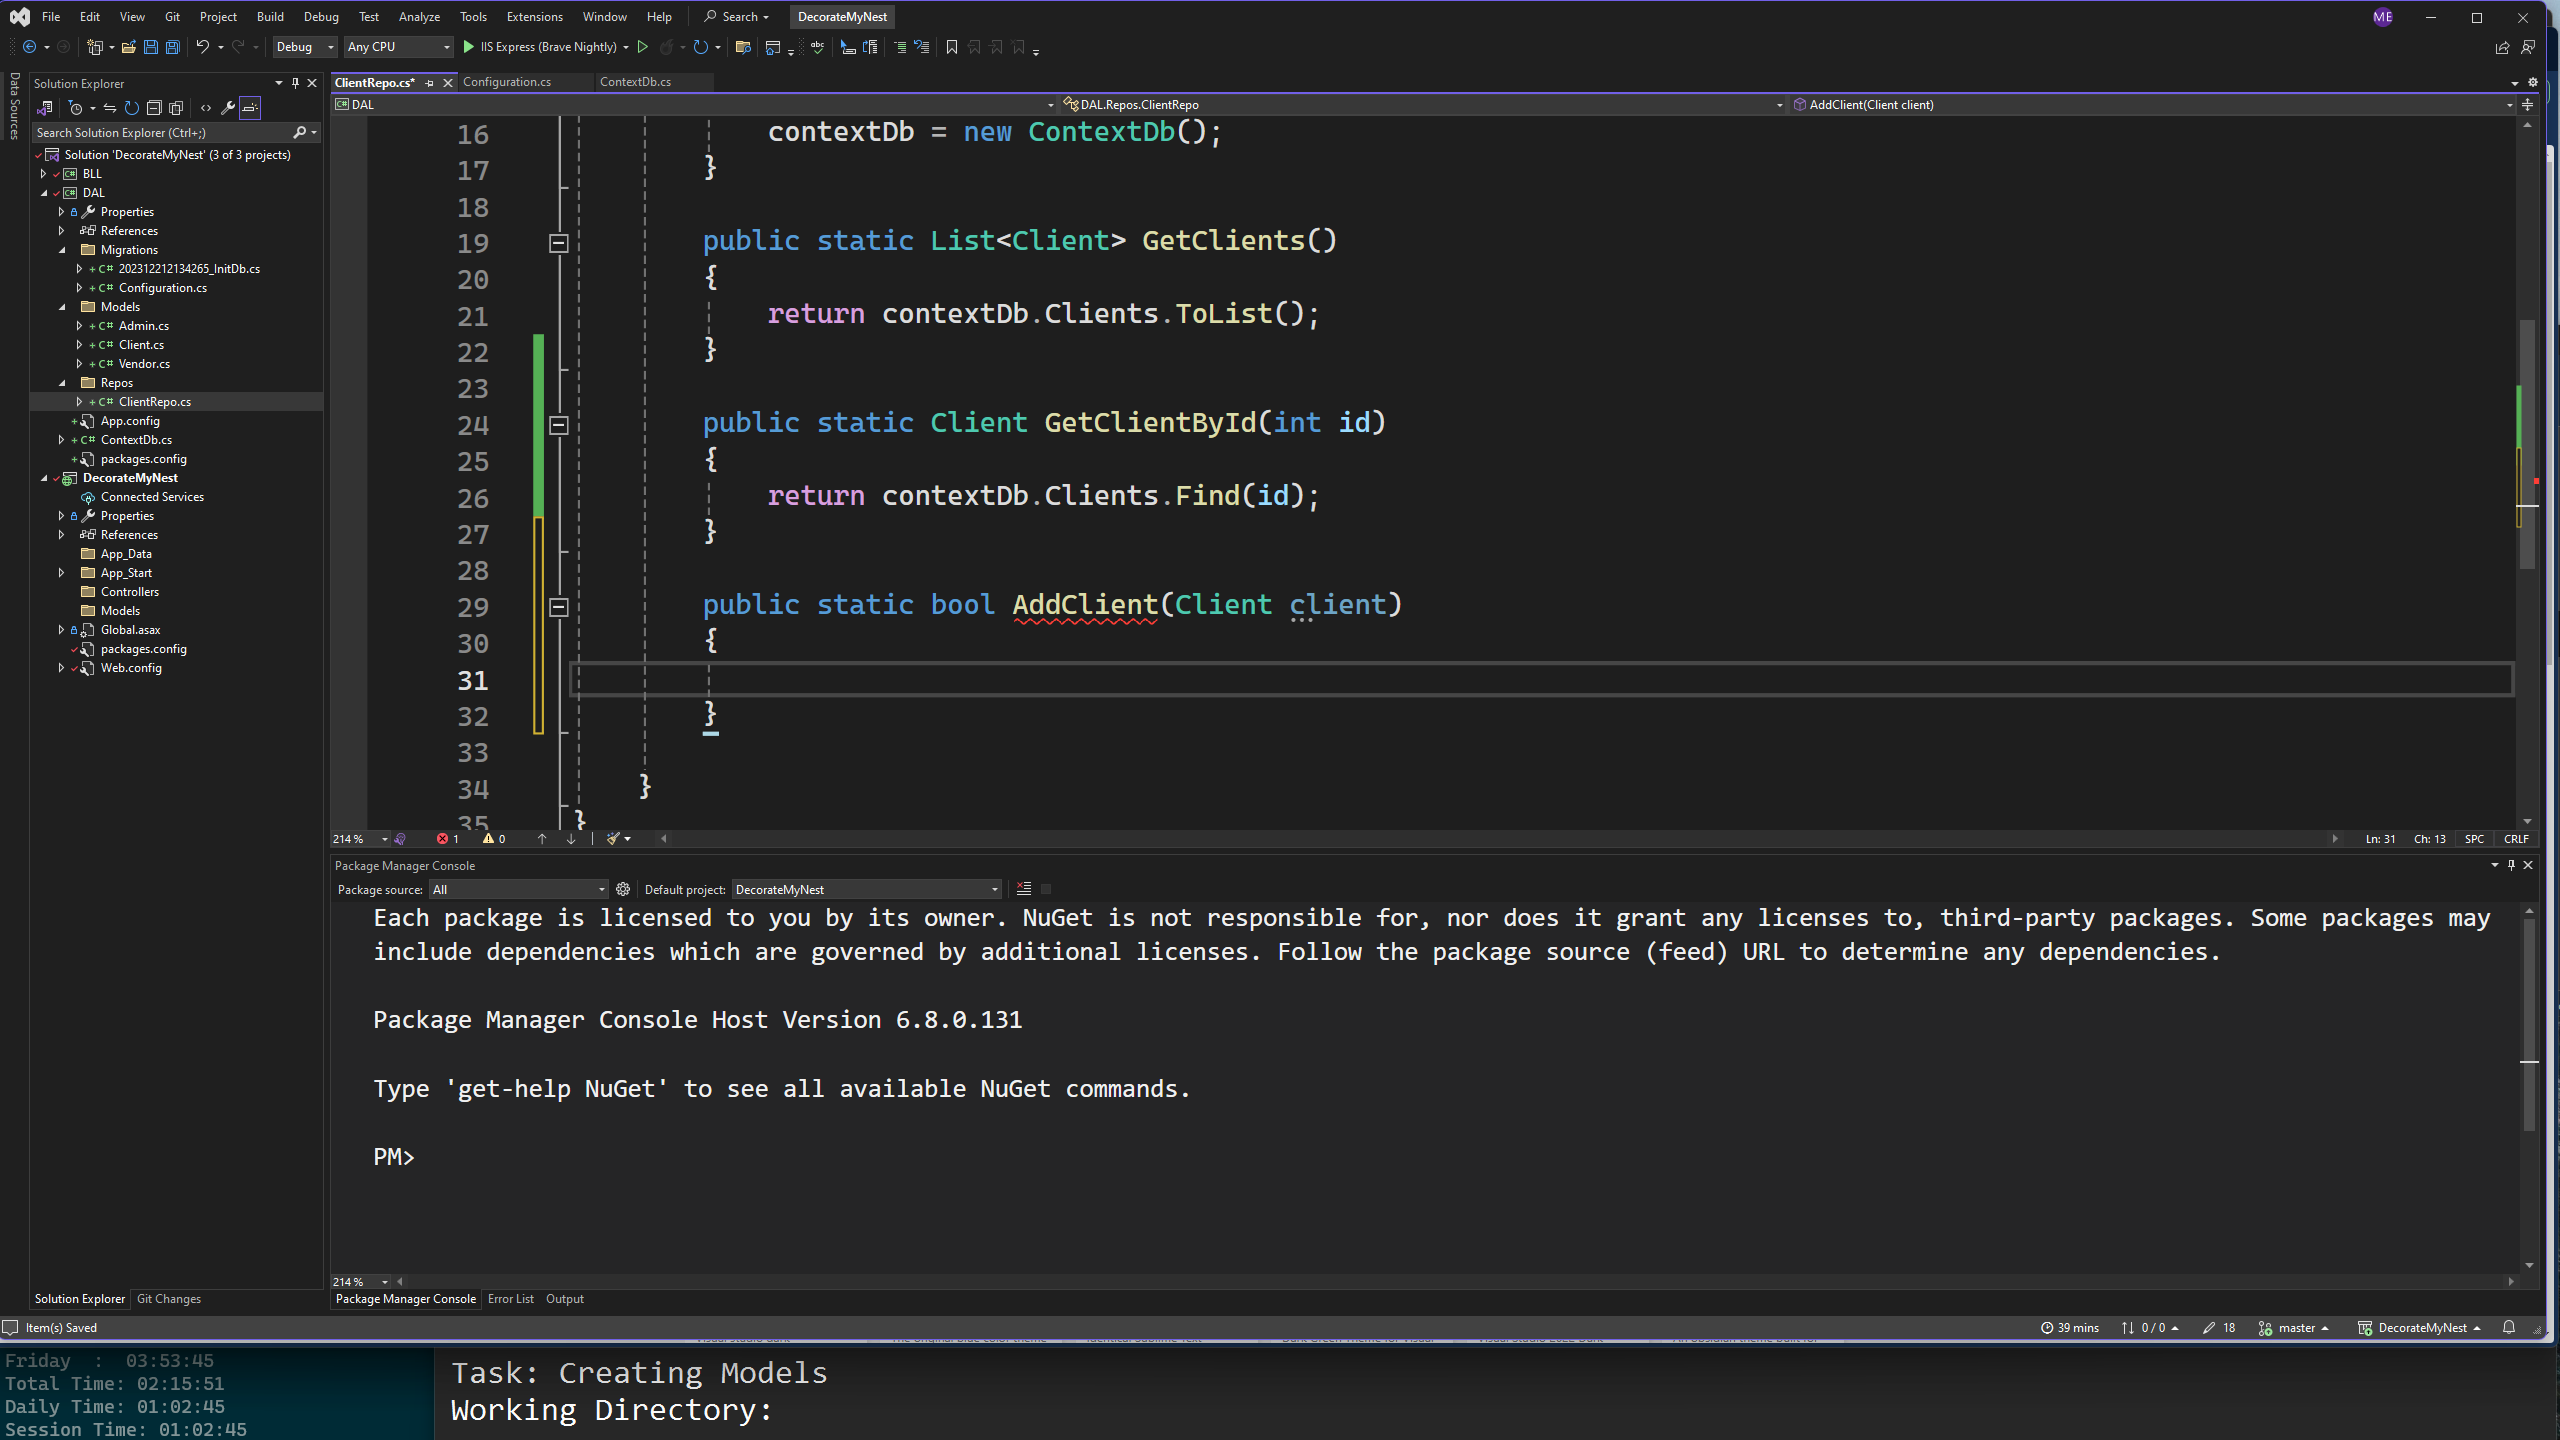 File Edit View Git Project Build Debug Test Analyze Tools Extensions Window Help Search DecorateMyNest ME
Debug Any CPU IIS Express (Brave Nightly)
Data Sources
Solution Explorer
Search Solution Explorer (Ctrl+;)
Solution 'DecorateMyNest' (3 of 3 projects)
BLL
DAL
Properties
References
Migrations
202312212134265_InitDb.cs
Configuration.cs
Models
Admin.cs
Client.cs
Vendor.cs
Repos
ClientRepo.cs
App.config
ContextDb.cs
packages.config
DecorateMyNest
Connected Services
Properties
References
App_Data
App_Start
Controllers
Models
Global.asax
packages.config
Web.config
Solution Explorer Git Changes
ClientRepo.cs* Configuration.cs ContextDb.cs
DAL DAL.Repos.ClientRepo AddClient(Client client)
16 contextDb = new ContextDb();
17 }
18
19 public static List<Client> GetClients()
20 {
21 return contextDb.Clients.ToList();
22 }
23
24 public static Client GetClientById(int id)
25 {
26 return contextDb.Clients.Find(id);
27 }
28
29 public static bool AddClient(Client client)
30 {
31
32 }
33
34 }
35 }
214 % 1 0 Ln: 31 Ch: 13 SPC CRLF
Package Manager Console
Package source: All Default project: DecorateMyNest
Each package is licensed to you by its owner. NuGet is not responsible for, nor does it grant any licenses to, third-party packages. Some packages may
include dependencies which are governed by additional licenses. Follow the package source (feed) URL to determine any dependencies.
Package Manager Console Host Version 6.8.0.131
Type 'get-help NuGet' to see all available NuGet commands.
PM>
214 %
Package Manager Console Error List Output
Item(s) Saved 39 mins 0 / 0 18 master DecorateMyNest
Friday : 03:53:45
Total Time: 02:15:51
Daily Time: 01:02:45
Session Time: 01:02:45
Task: Creating Models
Working Directory: